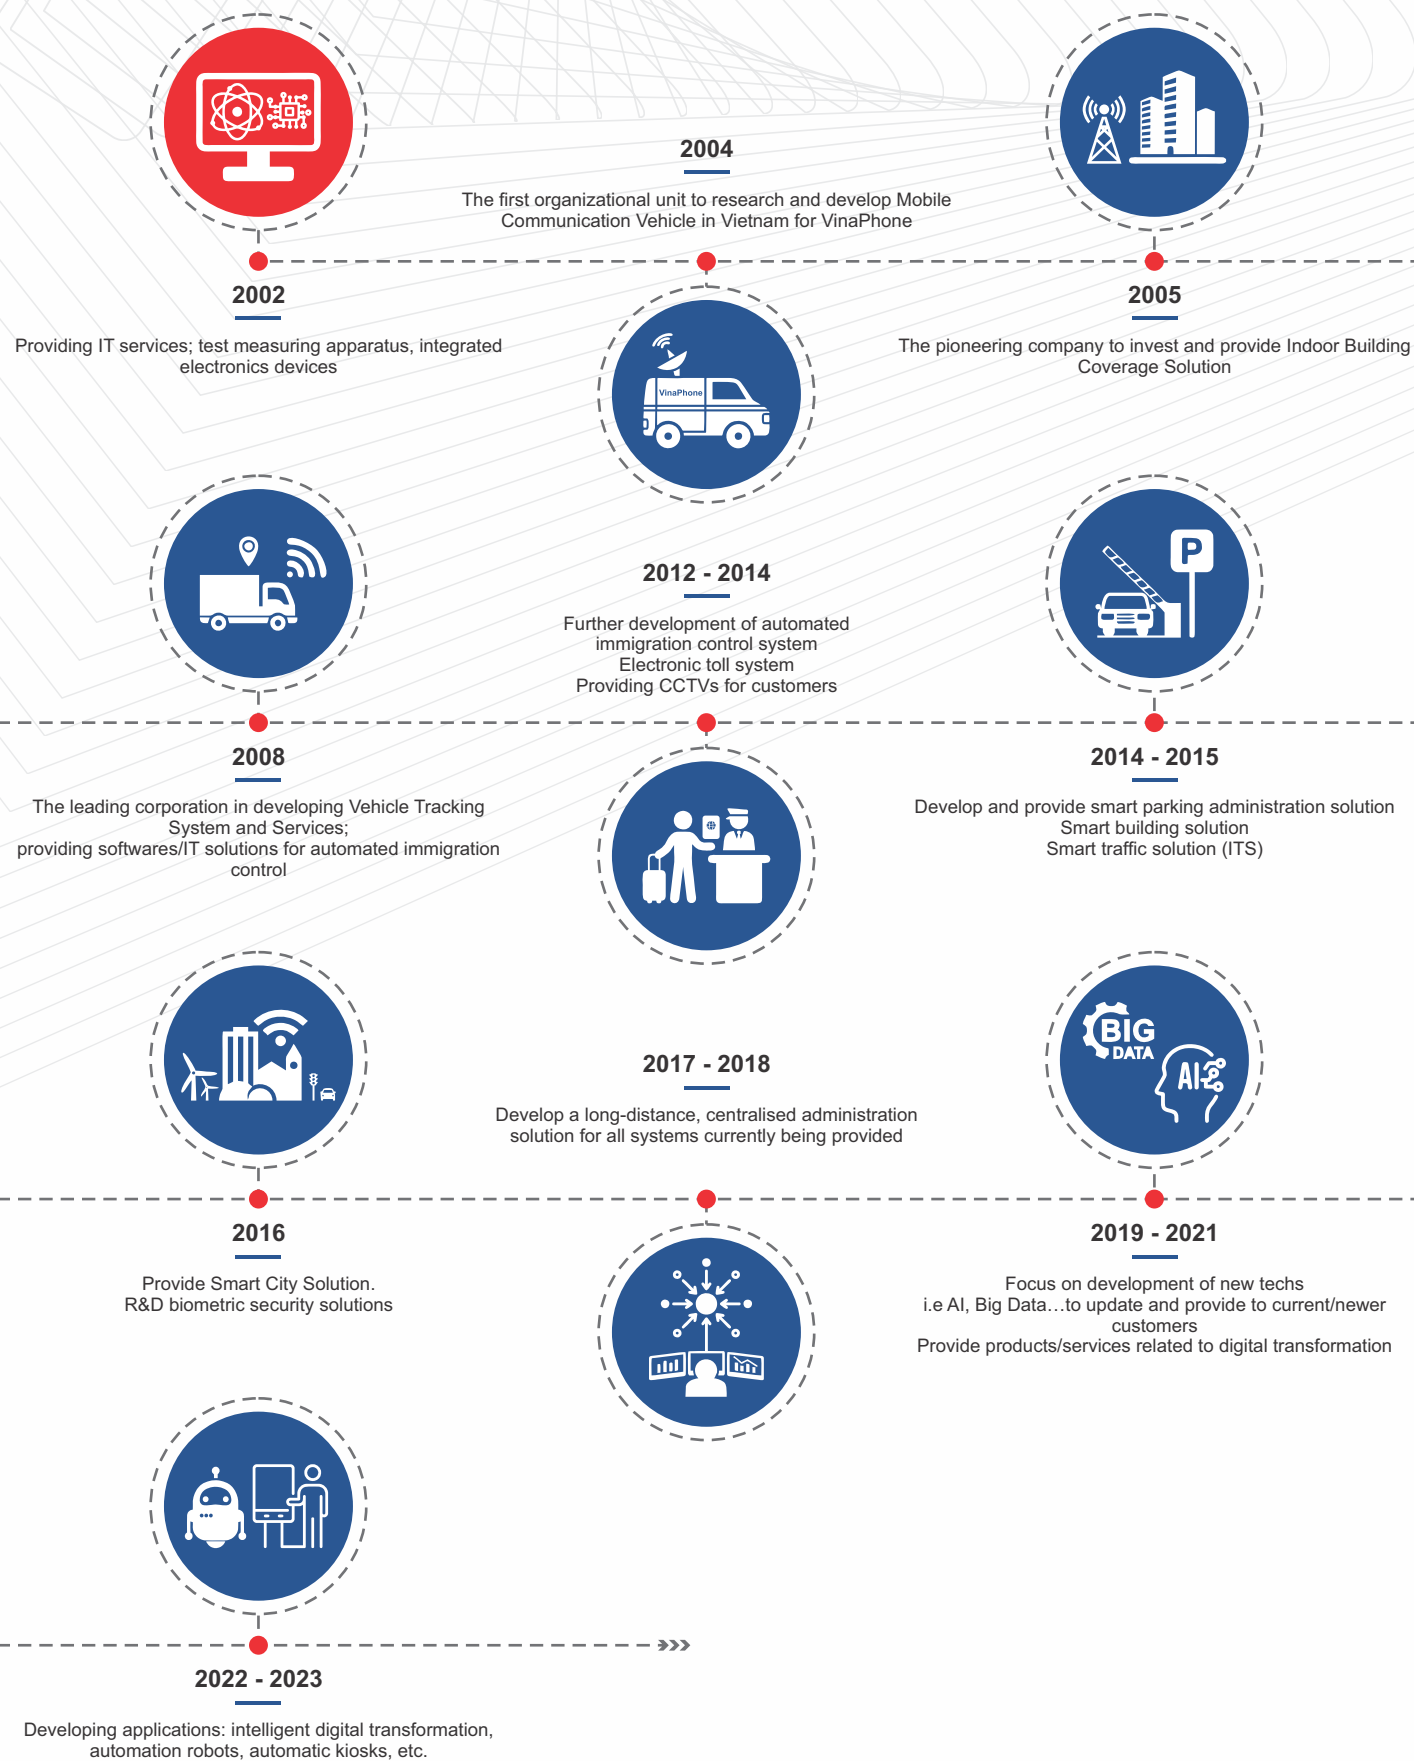 2002
Providing IT services; test measuring apparatus, integrated
electronics devices
2004
The first organizational unit to research and develop Mobile
Communication Vehicle in Vietnam for VinaPhone
VinaPhone
2005
The pioneering company to invest and provide Indoor Building
Coverage Solution
2008
The leading corporation in developing Vehicle Tracking
System and Services;
providing softwares/IT solutions for automated immigration
control
2012 - 2014
Further development of automated
immigration control system
Electronic toll system
Providing CCTVs for customers
P
2014 - 2015
Develop and provide smart parking administration solution
Smart building solution
Smart traffic solution (ITS)
2016
Provide Smart City Solution.
R&D biometric security solutions
2017 - 2018
Develop a long-distance, centralised administration
solution for all systems currently being provided
BIG
DATA
AI
2019 - 2021
Focus on development of new techs
i.e AI, Big Data…to update and provide to current/newer
customers
Provide products/services related to digital transformation
2022 - 2023
Developing applications: intelligent digital transformation,
automation robots, automatic kiosks, etc.